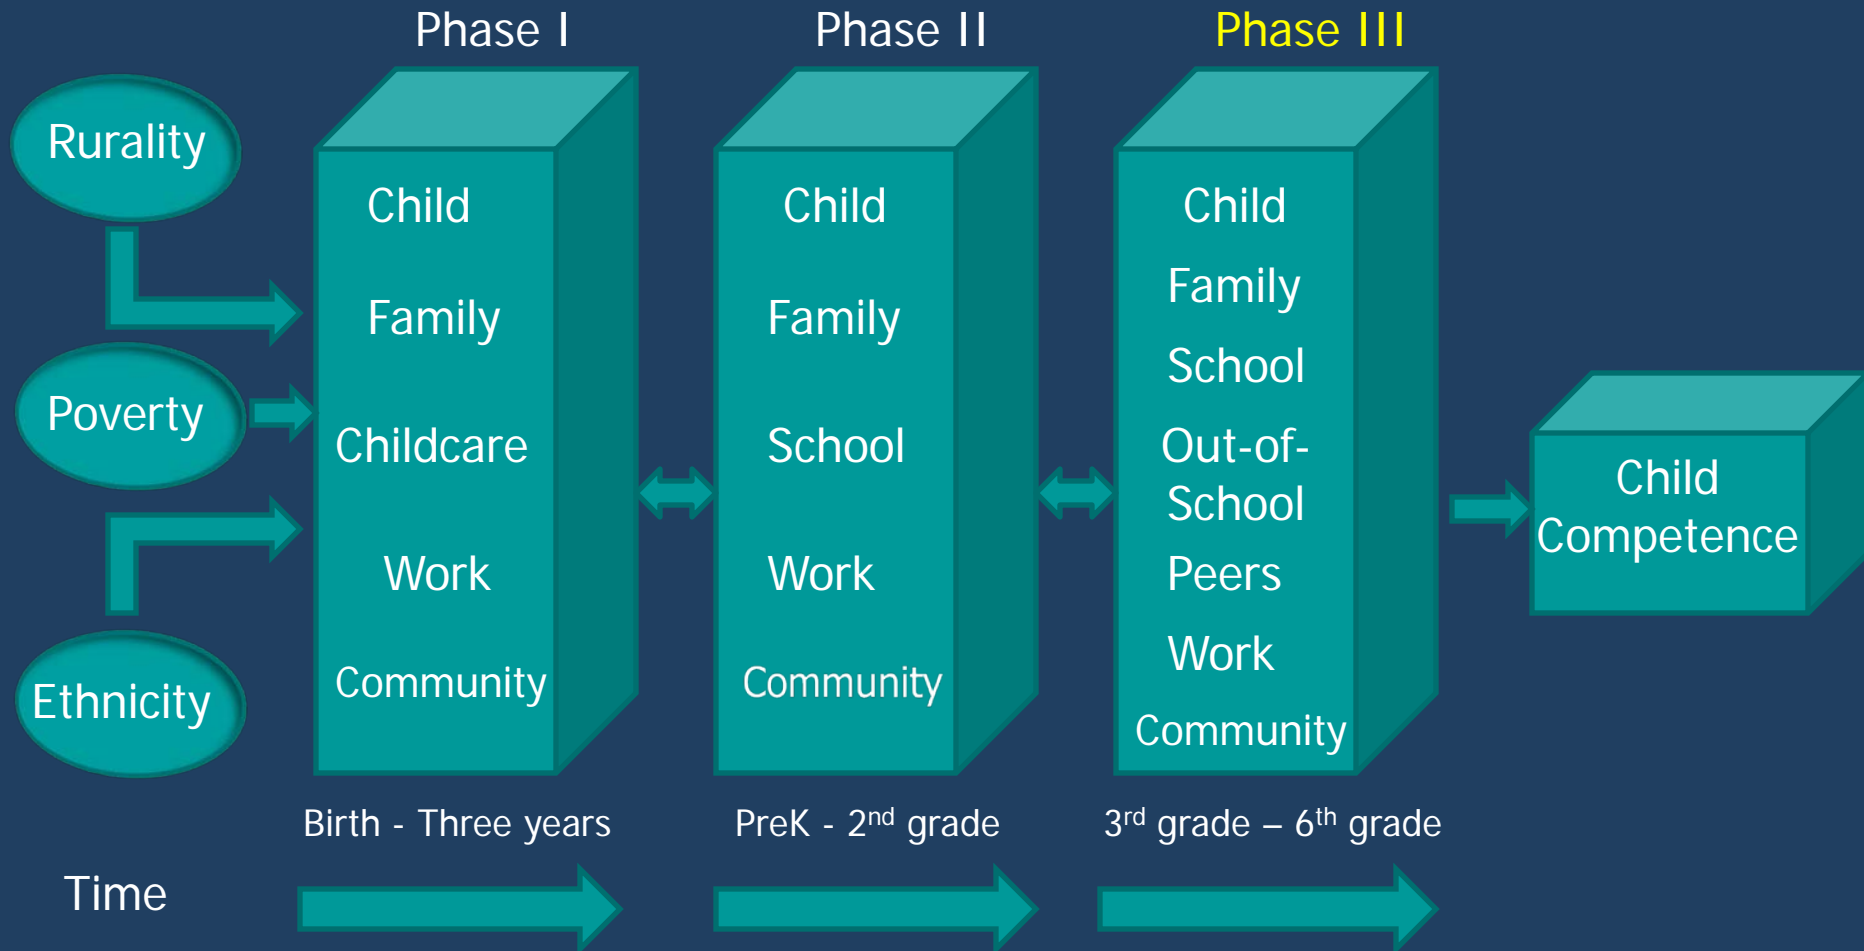 Phase I
Phase II
Phase III
Rurality
Poverty
Ethnicity
Child
Family
Childcare
Work
Community
Child
Family
School
Work
Community
Child
Family
School
Out-of-
School
Peers
Work
Community
Child
Competence
Birth - Three years
PreK - 2nd grade
3rd grade – 6th grade
Time